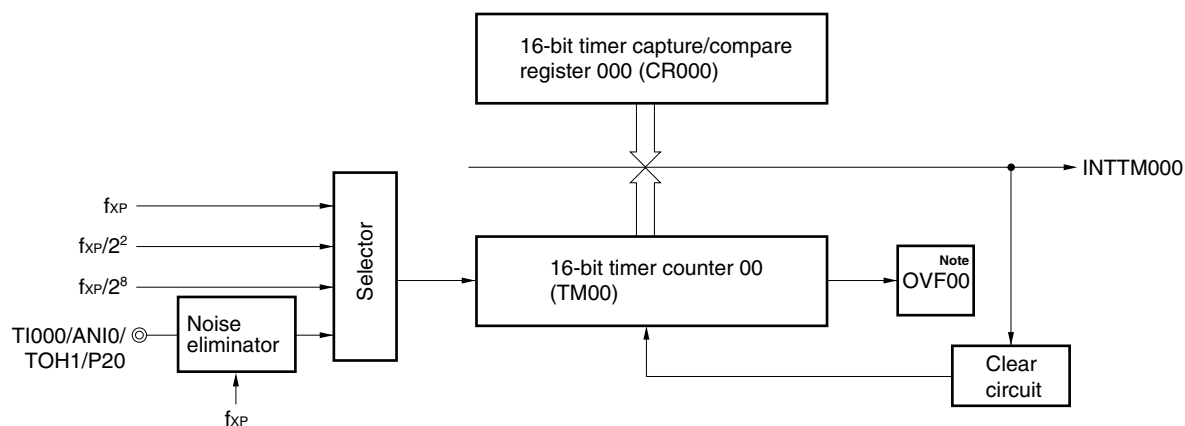 16-bit timer capture/compare
register 000 (CR000)
INTTM000
fXP
fXP/2²
fXP/2⁸
TI000/ANI0/
TOH1/P20
Noise
eliminator
fXP
Selector
16-bit timer counter 00
(TM00)
Note
OVF00
Clear
circuit